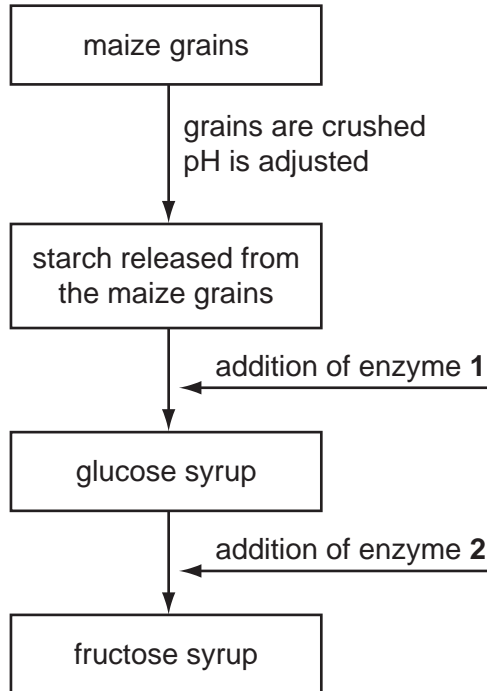 maize grains
grains are crushed
pH is adjusted
starch released from
the maize grains
addition of enzyme 1
glucose syrup
addition of enzyme 2
fructose syrup